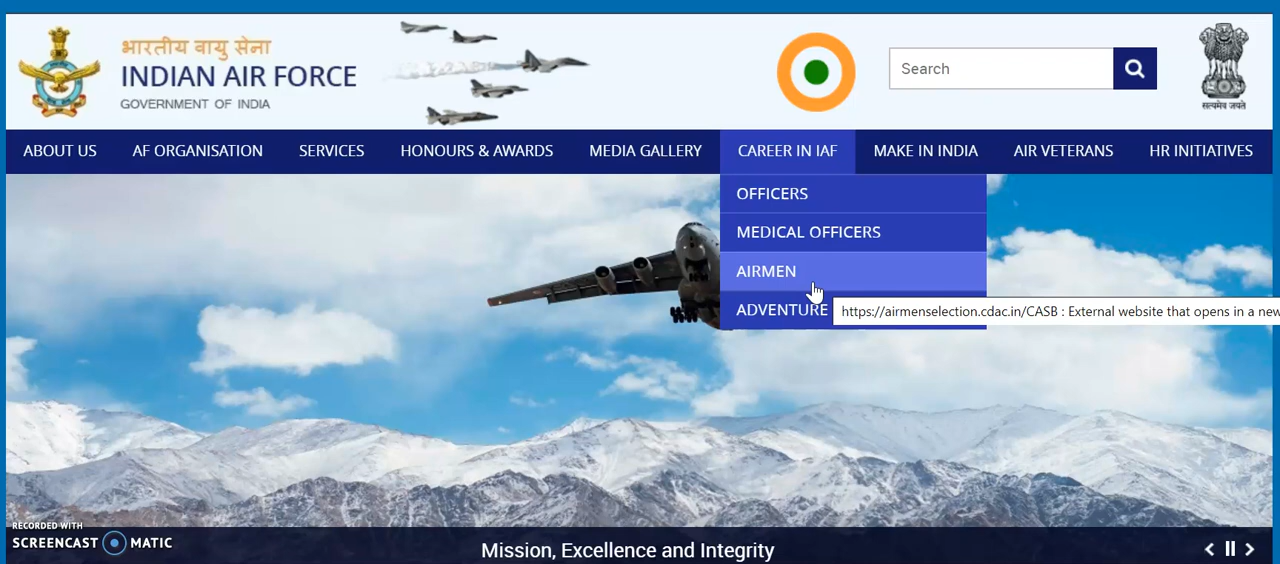 भारतीय वायु सेना
INDIAN AIR FORCE
GOVERNMENT OF INDIA
Search
सत्यमेव जयते
ABOUT US AF ORGANISATION SERVICES HONOURS & AWARDS MEDIA GALLERY CAREER IN IAF MAKE IN INDIA AIR VETERANS HR INITIATIVES
OFFICERS
MEDICAL OFFICERS
AIRMEN
ADVENTURE
https://airmenselection.cdac.in/CASB : External website that opens in a new
RECORDED WITH
SCREENCAST MATIC
Mission, Excellence and Integrity